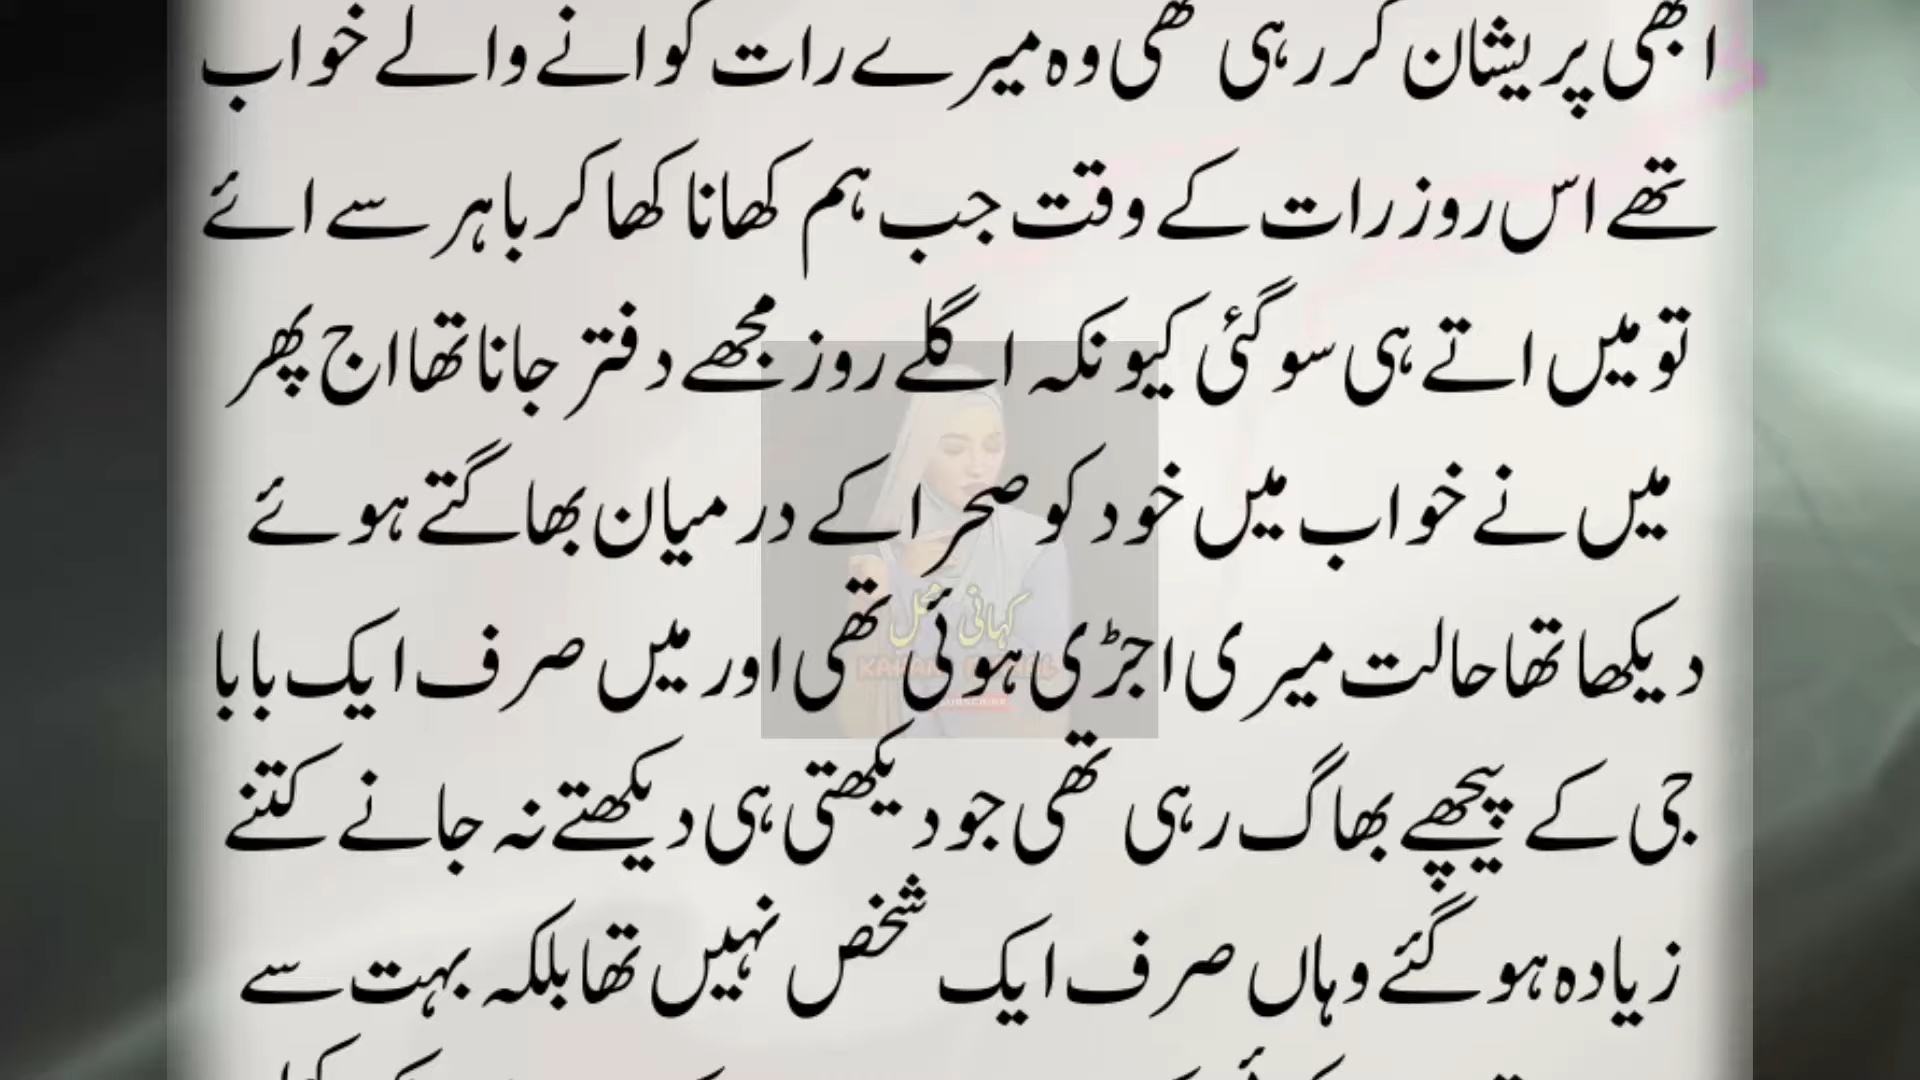 ابھی پریشان کر رہی تھی وہ میرے رات کو انے والے خواب
تھے اس روز رات کے وقت جب ہم کھانا کھا کر باہر سے ائے
تو میں اتے ہی سو گئی کیونکہ اگلے روز مجھے دفتر جانا تھا اج پھر
میں نے خواب میں خود کو صحرا کے درمیان بھاگتے ہوئے
دیکھا تھا حالت میری اجڑی ہوئی تھی اور میں صرف ایک بابا
جی کے پیچھے بھاگ رہی تھی جو دیکھتی ہی دیکھتے نہ جانے کتنے
زیادہ ہو گئے وہاں صرف ایک شخص نہیں تھا بلکہ بہت سے
کہانی
SUBSCRIBE